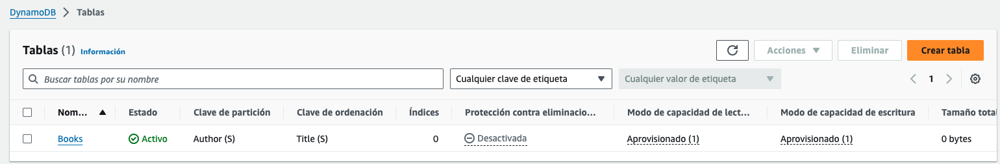 DynamoDB > Tablas
Tablas (1) Información
Acciones Eliminar Crear tabla
Buscar tablas por su nombre Cualquier clave de etiqueta Cualquier valor de etiqueta 1
Nom... Estado Clave de partición Clave de ordenación Índices Protección contra eliminacio... Modo de capacidad de lect... Modo de capacidad de escritura Tamaño total
Books Activo Author (S) Title (S) 0 Desactivada Aprovisionado (1) Aprovisionado (1) 0 bytes